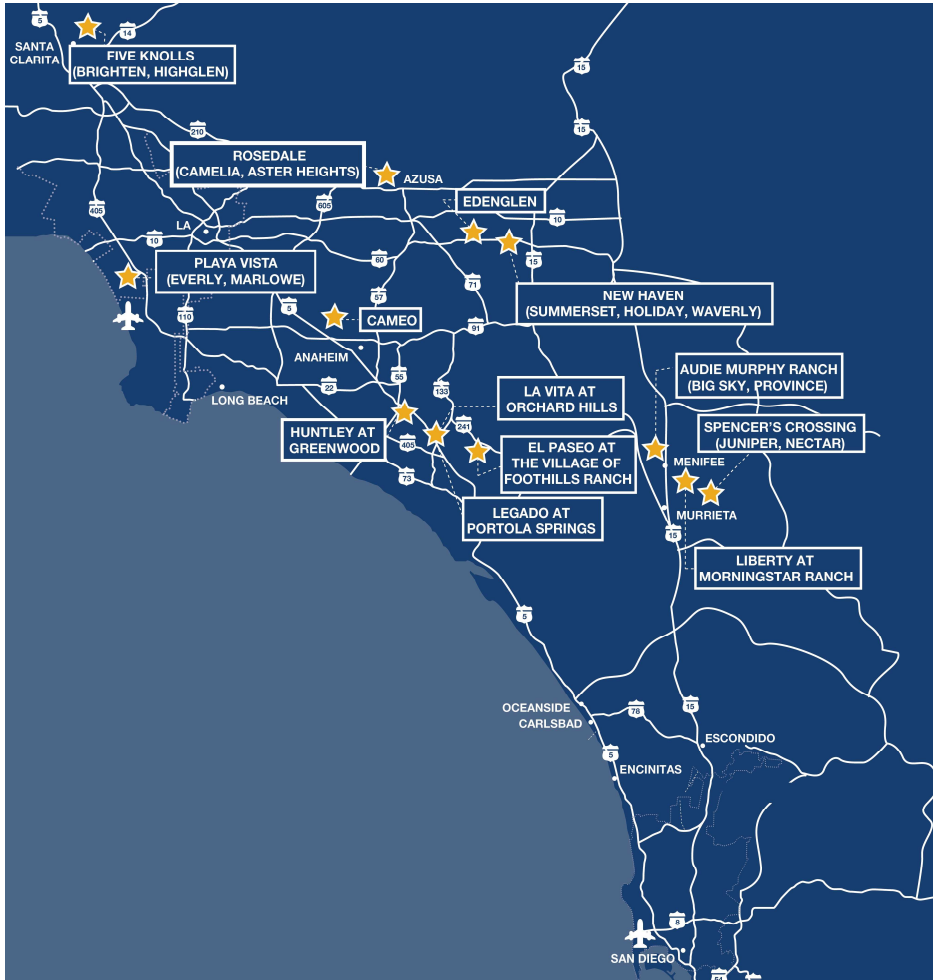 5
14
SANTA
CLARITA
FIVE KNOLLS
(BRIGHTEN, HIGHGLEN)
15
15
210
ROSEDALE
(CAMELIA, ASTER HEIGHTS)
AZUSA
405
605
EDENGLEN
10
LA
10
60
15
PLAYA VISTA
(EVERLY, MARLOWE)
71
57
NEW HAVEN
(SUMMERSET, HOLIDAY, WAVERLY)
5
110
CAMEO
91
ANAHEIM
22
55
133
LONG BEACH
LA VITA AT
ORCHARD HILLS
AUDIE MURPHY RANCH
(BIG SKY, PROVINCE)
HUNTLEY AT
GREENWOOD
405
241
SPENCER'S CROSSING
(JUNIPER, NECTAR)
EL PASEO AT
THE VILLAGE OF
FOOTHILLS RANCH
MENIFEE
73
LEGADO AT
PORTOLA SPRINGS
MURRIETA
15
LIBERTY AT
MORNINGSTAR RANCH
5
OCEANSIDE
CARLSBAD
78
15
ESCONDIDO
5
ENCINITAS
8
SAN DIEGO